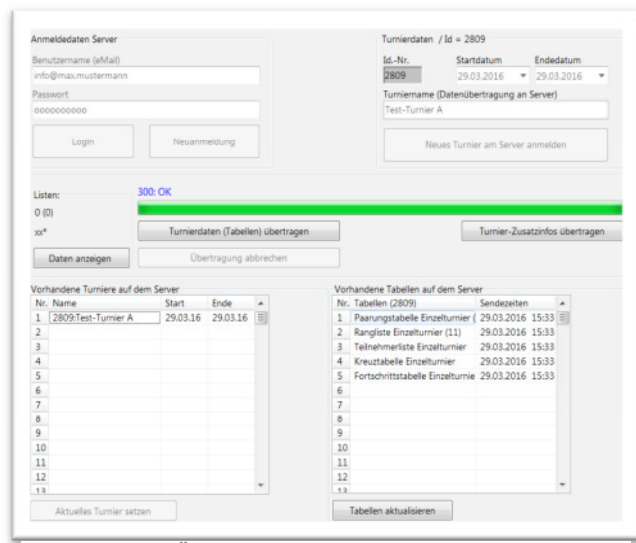 Anmeldedaten Server
Benutzername (eMail)
info@max.mustermann
Passwort
oooooooooo
Login Neuanmeldung
Turnierdaten / Id = 2809
Id.-Nr. Startdatum Endedatum
2809 29.03.2016 29.03.2016
Turniername (Datenübertragung an Server)
Test-Turnier A
Neues Turnier am Server anmelden
Listen: 300: OK
0 (0)
xx* Turnierdaten (Tabellen) übertragen Turnier-Zusatzinfos übertragen
Daten anzeigen Übertragung abbrechen
Vorhandene Turniere auf dem Server
Nr. Name Start Ende
1 2809:Test-Turnier A 29.03.16 29.03.16
2
3
4
5
6
7
8
9
10
11
12
13
Aktuelles Turnier setzen
Vorhandene Tabellen auf dem Server
Nr. Tabellen (2809) Sendezeiten
1 Paarungstabelle Einzelturnier ( 29.03.2016 15:33
2 Rangliste Einzelturnier (11) 29.03.2016 15:33
3 Teilnehmerliste Einzelturnier 29.03.2016 15:33
4 Kreuztabelle Einzelturnier 29.03.2016 15:33
5 Fortschrittstabelle Einzelturnie 29.03.2016 15:33
6
7
8
9
10
11
12
13
Tabellen aktualisieren